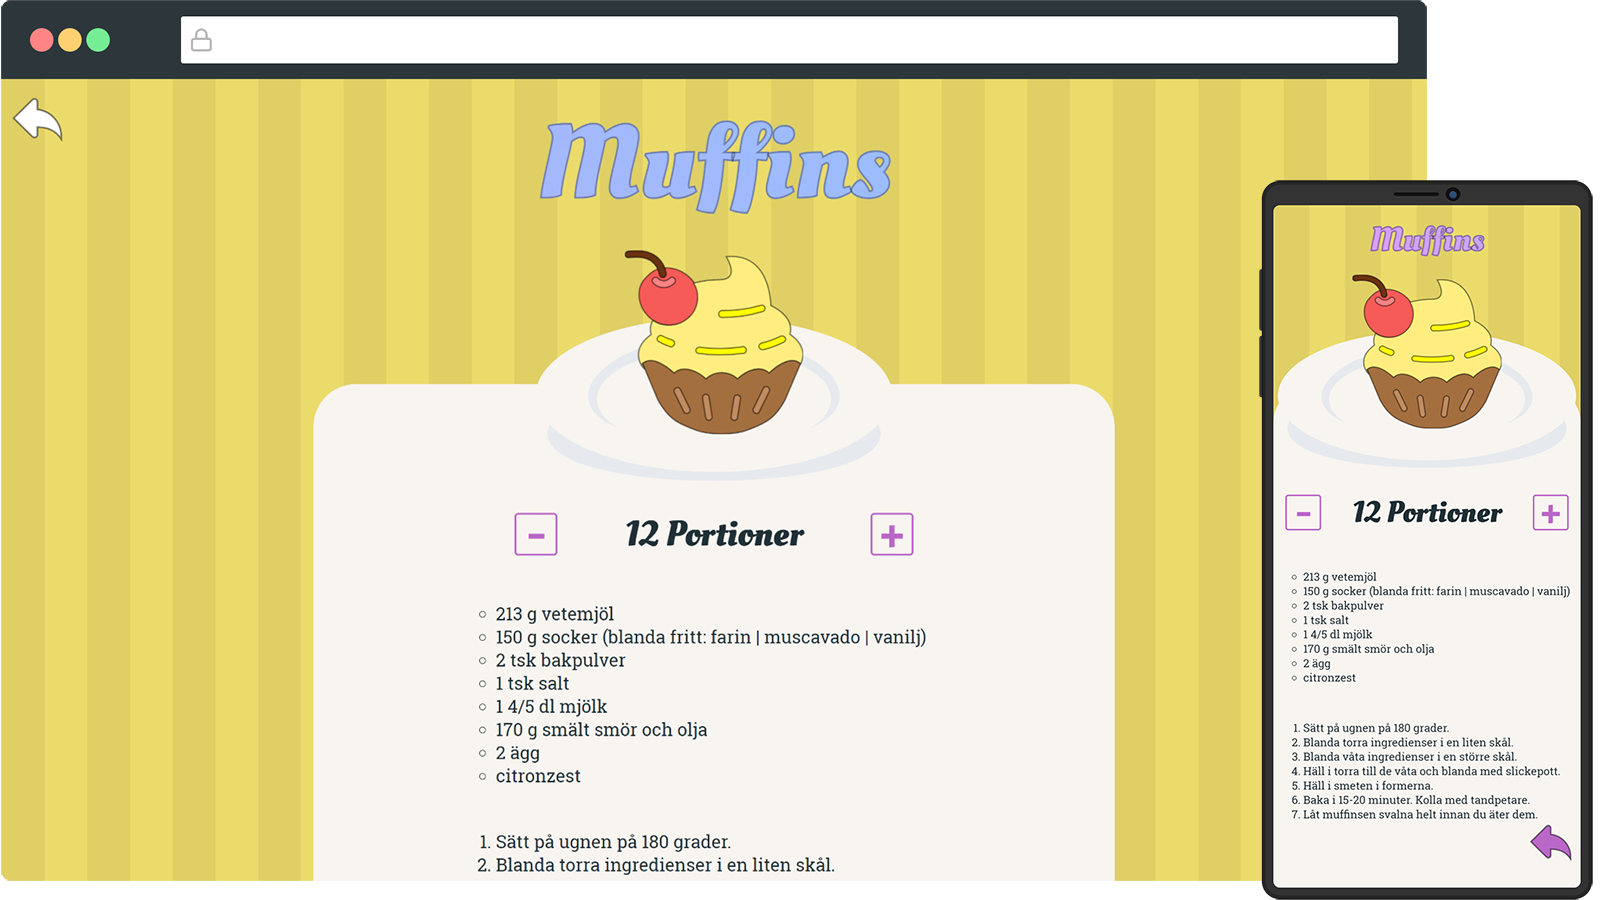 Muffins
- 12 Portioner +
213 g vetemjöl
150 g socker (blanda fritt: farin | muscavado | vanilj)
2 tsk bakpulver
1 tsk salt
1 4/5 dl mjölk
170 g smält smör och olja
2 ägg
citronzest
1. Sätt på ugnen på 180 grader.
2. Blanda torra ingredienser i en liten skål.
Muffins
- 12 Portioner +
213 g vetemjöl
150 g socker (blanda fritt: farin | muscavado | vanilj)
2 tsk bakpulver
1 tsk salt
1 4/5 dl mjölk
170 g smält smör och olja
2 ägg
citronzest
1. Sätt på ugnen på 180 grader.
2. Blanda torra ingredienser i en liten skål.
3. Blanda våta ingredienser i en större skål.
4. Häll i torra till de våta och blanda med slickepott.
5. Häll i smeten i formerna.
6. Baka i 15-20 minuter. Kolla med tandpetare.
7. Låt muffinsen svalna helt innan du äter dem.